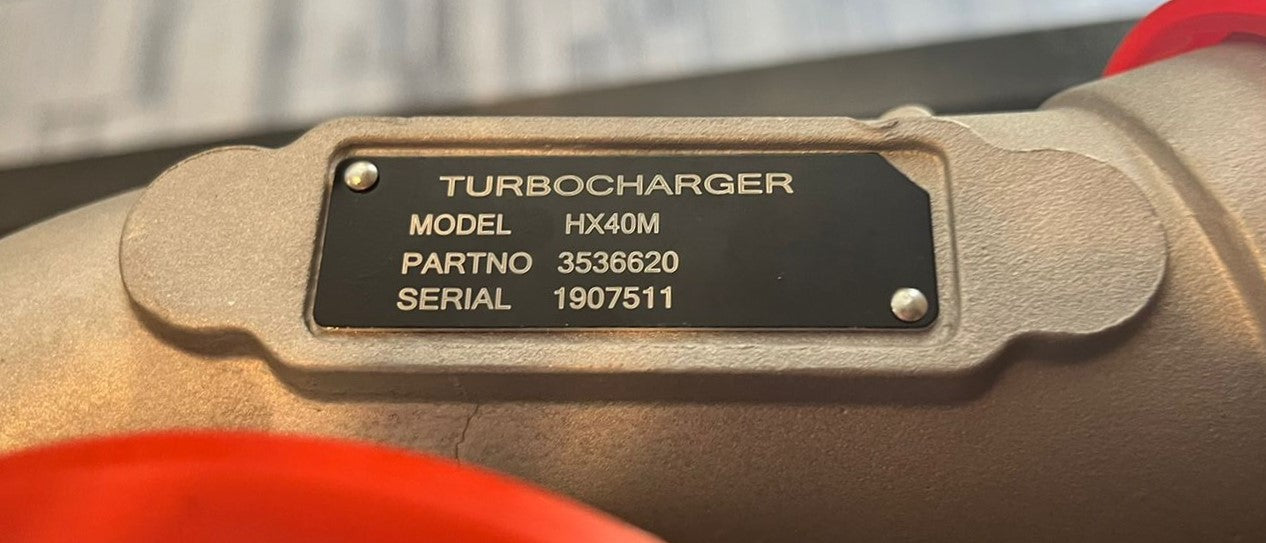 TURBOCHARGER
MODEL HX40M
PARTNO 3536620
SERIAL 1907511